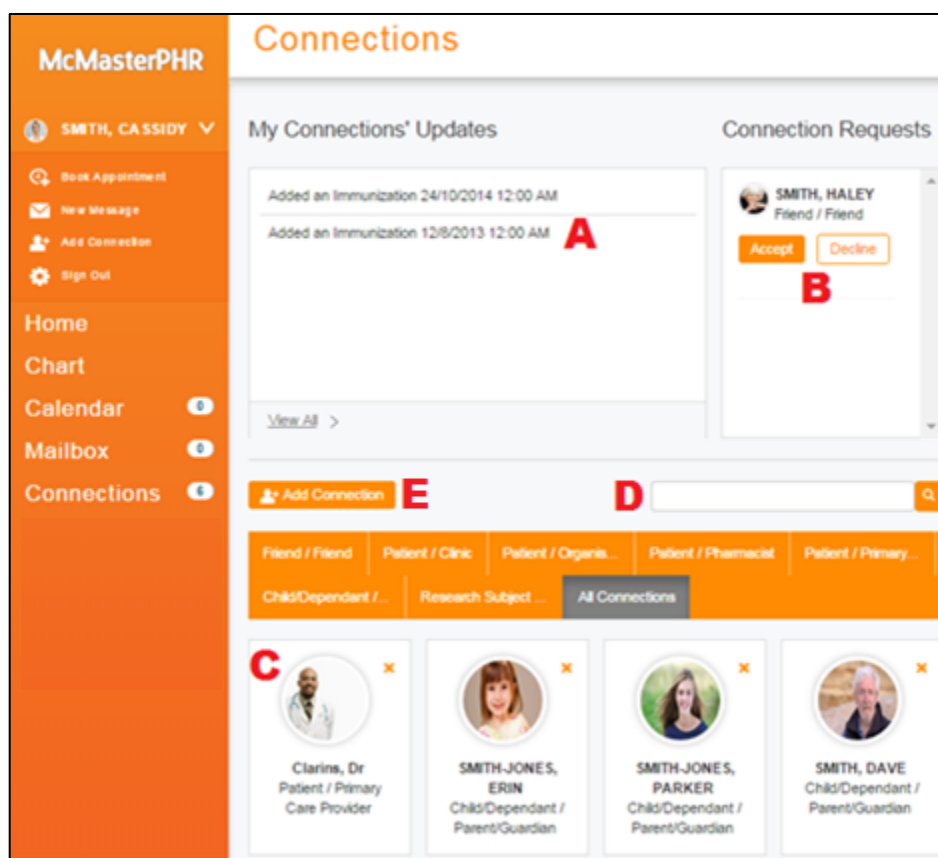 McMasterPHR
SMITH, CASSIDY
Book Appointment
New Message
Add Connection
Sign Out
Home
Chart
Calendar 0
Mailbox 0
Connections 6
Connections
My Connections' Updates
Added an Immunization 24/10/2014 12:00 AM
Added an Immunization 12/8/2013 12:00 AM A
View All >
Connection Requests
SMITH, HALEY
Friend / Friend
Accept Decline
B
Add Connection E
D
Friend / Friend Patient / Clinic Patient / Organis... Patient / Pharmacist Patient / Primary...
Child/Dependant /... Research Subject ... All Connections
C
Clarins, Dr
Patient / Primary
Care Provider
SMITH-JONES,
ERIN
Child/Dependant /
Parent/Guardian
SMITH-JONES,
PARKER
Child/Dependant /
Parent/Guardian
SMITH, DAVE
Child/Dependant /
Parent/Guardian